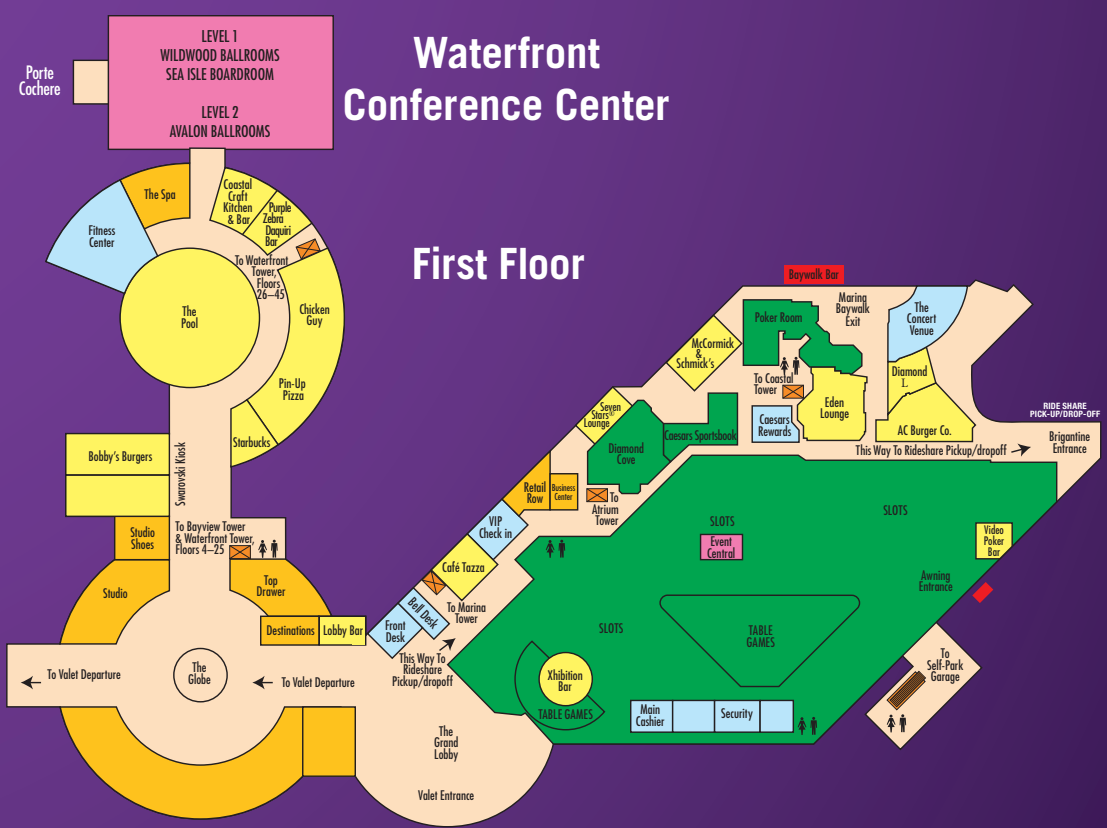 LEVEL 1
WILDWOOD BALLROOMS
SEA ISLE BOARDROOM
LEVEL 2
AVALON BALLROOMS
Porte
Cochere
Waterfront
Conference Center
First Floor
The Spa
Coastal
Craft
Kitchen
& Bar
Purple
Zebra
Daquiri
Bar
Fitness
Center
To Waterfront
Tower,
Floors
26–45
The
Pool
Chicken
Guy
Pin-Up
Pizza
Starbucks
Bobby's Burgers
Swarovski Kiosk
Studio
Shoes
To Bayview Tower
& Waterfront Tower,
Floors 4–25
Studio
Top
Drawer
Destinations
Lobby Bar
The
Globe
To Valet Departure
To Valet Departure
Front
Desk
Bell Desk
This Way To
Rideshare
Pickup/dropoff
To Marina
Tower
Café Tazza
VIP
Check in
Retail
Row
Business
Center
To
Atrium
Tower
Seven
Stars®
Lounge
Diamond
Cove
Caesars Sportsbook
McCormick
&
Schmick's
Baywalk Bar
Poker Room
Marina
Baywalk
Exit
The
Concert
Venue
To Coastal
Tower
Caesars
Rewards
Eden
Lounge
Diamond
L
AC Burger Co.
RIDE SHARE
PICK-UP/DROP-OFF
This Way To Rideshare Pickup/dropoff
Brigantine
Entrance
SLOTS
SLOTS
Event
Central
Video
Poker
Bar
Awning
Entrance
SLOTS
TABLE
GAMES
Xhibition
Bar
TABLE GAMES
Main
Cashier
Security
To
Self-Park
Garage
The
Grand
Lobby
Valet Entrance